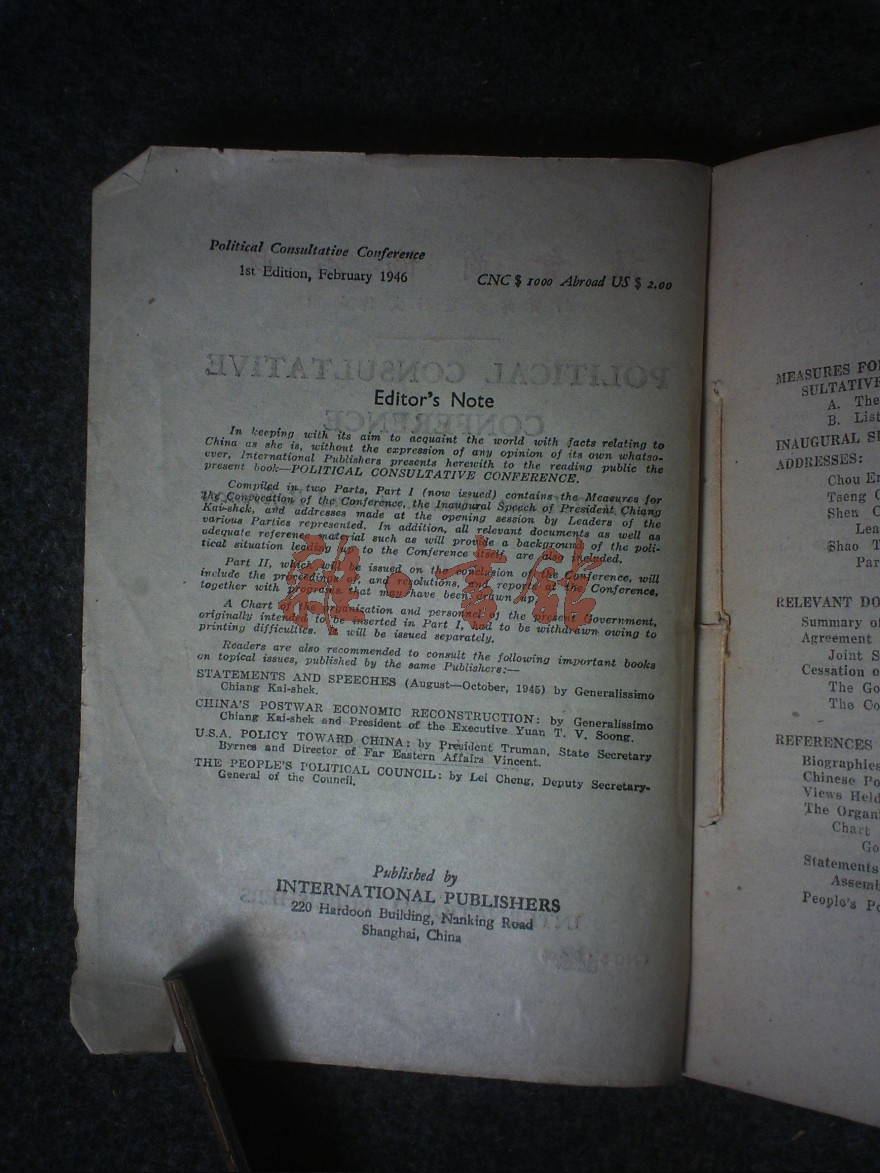 Political Consultative Conference
1st Edition, February 1946
CNC $ 1000 Abroad US $ 2.00
Editor's Note
In keeping with its aim to acquaint the world with facts relating to
China as she is, without the expression of any opinion of its own whatso-
ever, International Publishers presents herewith to the reading public the
present book—POLITICAL CONSULTATIVE CONFERENCE.
Compiled in two Parts, Part I (now issued) contains the Measures for
the Convocation of the Conference, the Inaugural Speech of President Chiang
Kai-shek, and addresses made at the opening session by Leaders of the
various Parties represented. In addition, all relevant documents as well as
adequate reference material such as will provide a background of the poli-
tical situation leading up to the Conference itself are also included.
Part II, which will be issued on the conclusion of the Conference, will
include the proceedings of, and resolutions, and reports at the Conference,
together with programs that may have been drawn up.
A Chart of the organization and personnel of the present Government,
originally intended to be inserted in Part I, had to be withdrawn owing to
printing difficulties. It will be issued separately.
Readers are also recommended to consult the following important books
on topical issues, published by the same Publishers:—
STATEMENTS AND SPEECHES (August—October, 1945) by Generalissimo
Chiang Kai-shek.
CHINA'S POSTWAR ECONOMIC RECONSTRUCTION: by Generalissimo
Chiang Kai-shek and President of the Executive Yuan T. V. Soong.
U.S.A. POLICY TOWARD CHINA: by President Truman, State Secretary
Byrnes and Director of Far Eastern Affairs Vincent.
THE PEOPLE'S POLITICAL COUNCIL: by Lei Cheng, Deputy Secretary-
General of the Council.
Published by
INTERNATIONAL PUBLISHERS
220 Hardoon Building, Nanking Road
Shanghai, China
MEASURES FO
SULTATIVE
A. The
B. List
INAUGURAL S
ADDRESSES:
Chou En
Tseng C
Shen C
Lea
Shao T
Par
RELEVANT DO
Summary of
Agreement
Joint S
Cessation o
The Go
The Co
REFERENCES
Biographies
Chinese Po
Views Held
The Organi
Chart
Go
Statements
Assemb
People's Po